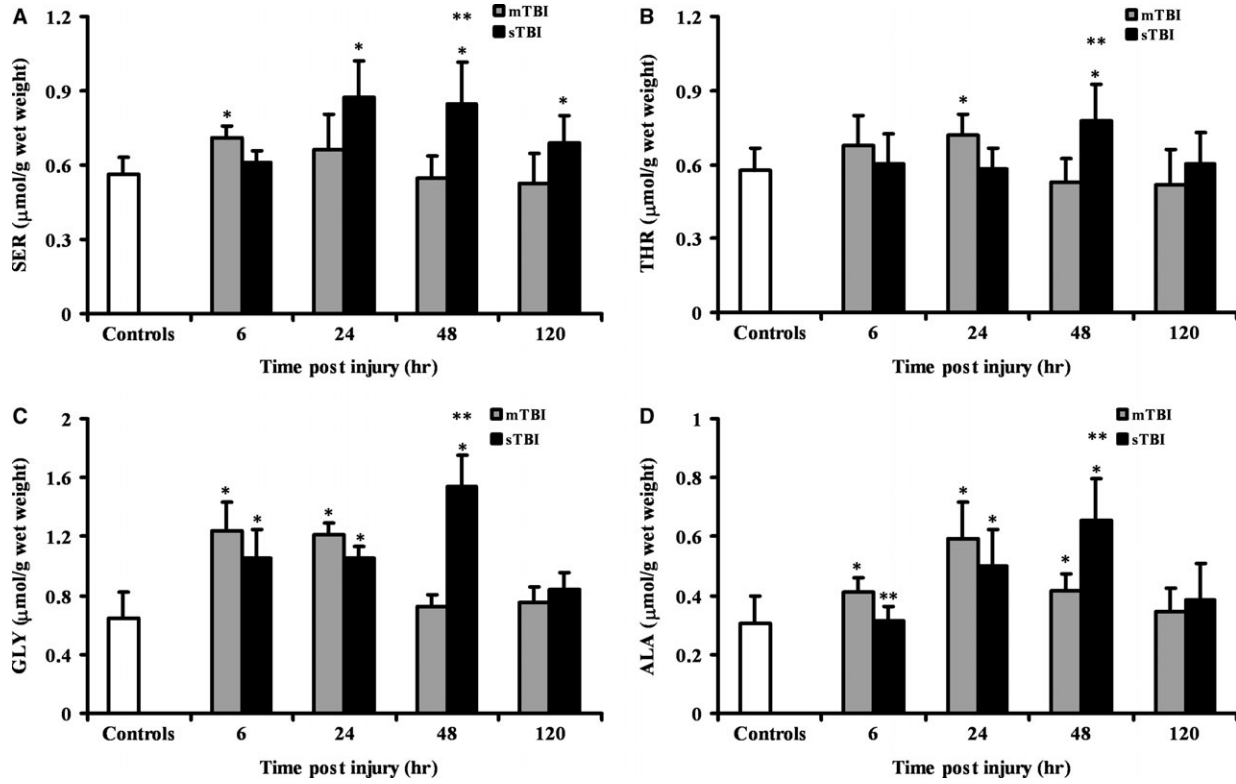 A
SER (μmol/g wet weight)
1.2
0.9
0.6
0.3
0
mTBI
sTBI
*
*
**
*
*
Controls 6 24 48 120
Time post injury (hr)
B
THR (μmol/g wet weight)
1.2
0.9
0.6
0.3
0
mTBI
sTBI
*
**
*
Controls 6 24 48 120
Time post injury (hr)
C
GLY (μmol/g wet weight)
2
1.6
1.2
0.8
0.4
0
mTBI
sTBI
*
*
*
*
**
*
Controls 6 24 48 120
Time post injury (hr)
D
ALA (μmol/g wet weight)
1
0.8
0.6
0.4
0.2
0
mTBI
sTBI
*
**
*
*
*
**
*
Controls 6 24 48 120
Time post injury (hr)